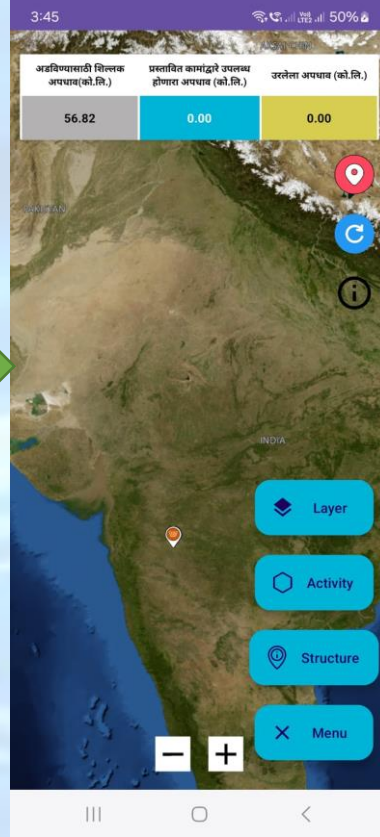 3:45
50%
अडविण्यासाठी शिल्लक
अपधाव(को.लि.)
प्रस्तावित कामांद्वारे उपलब्ध
होणारा अपधाव (को.लि.)
उरलेला अपधाव (को.लि.)
56.82
0.00
0.00
PAKISTAN
INDIA
Layer
Activity
Structure
Menu